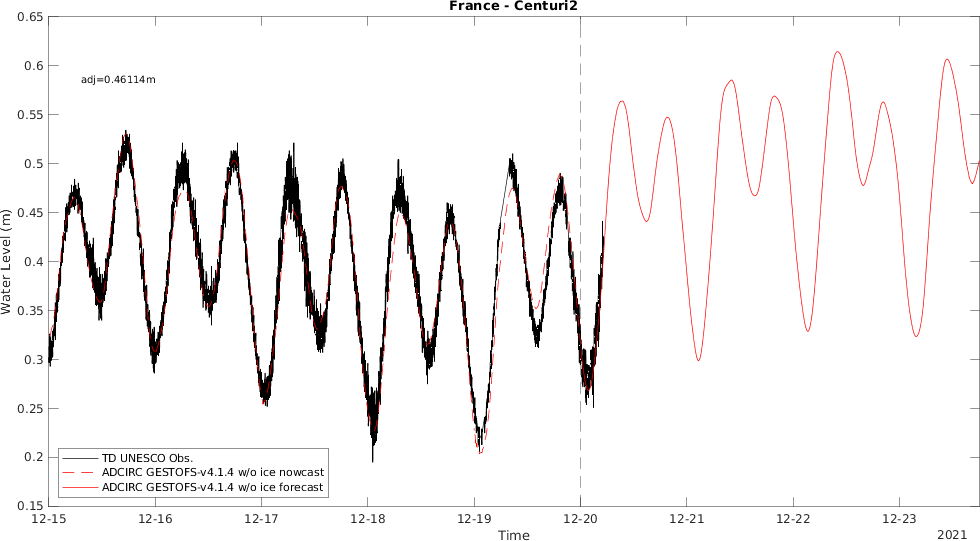 France - Centuri2
0.65
0.6
adj=0.46114m
0.55
0.5
0.45
0.4
0.35
0.3
0.25
0.2
0.15
Water Level (m)
TD UNESCO Obs.
ADCIRC GESTOFS-v4.1.4 w/o ice nowcast
ADCIRC GESTOFS-v4.1.4 w/o ice forecast
12-15 12-16 12-17 12-18 12-19 12-20 12-21 12-22 12-23
Time
2021